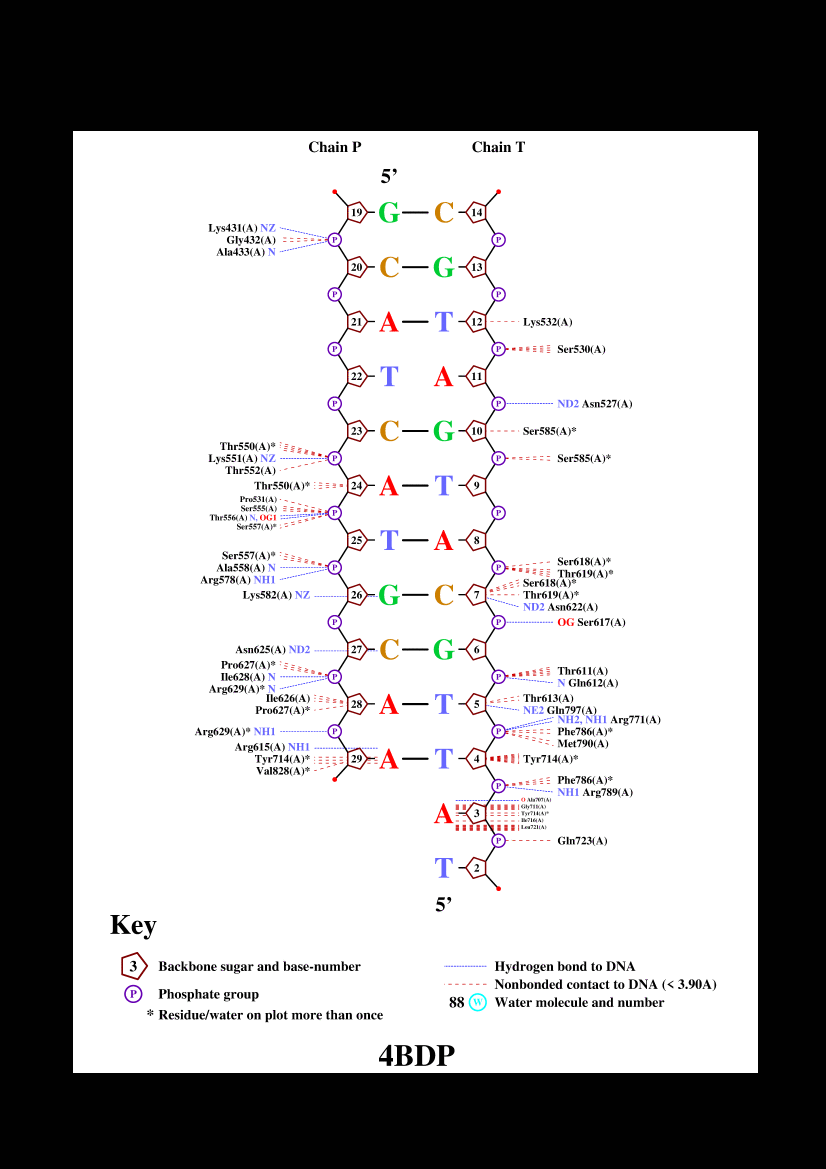 Chain P Chain T
5’
19 G C 14
Lys431(A) NZ
Gly432(A) P P
Ala433(A) N
20 C G 13
P P
21 A T 12 Lys532(A)
P P Ser530(A)
22 T A 11
P P ND2 Asn527(A)
23 C G 10 Ser585(A)*
Thr550(A)*
Lys551(A) NZ P P Ser585(A)*
Thr552(A)
Thr550(A)* 24 A T 9
Pro531(A)
Ser555(A)
Thr556(A) N, OG1 P P
Ser557(A)*
25 T A 8
Ser557(A)* Ser618(A)*
Ala558(A) N P P Thr619(A)*
Arg578(A) NH1 Ser618(A)*
Lys582(A) NZ 26 G C 7 Thr619(A)*
ND2 Asn622(A)
P P OG Ser617(A)
Asn625(A) ND2 27 C G 6
Pro627(A)* Thr611(A)
Ile628(A) N P P N Gln612(A)
Arg629(A)* N
Ile626(A) Thr613(A)
28 A T 5
Pro627(A)* NE2 Gln797(A)
NH2, NH1 Arg771(A)
Arg629(A)* NH1 P P Phe786(A)*
Met790(A)
Arg615(A) NH1
Tyr714(A)* 29 A T 4 Tyr714(A)*
Val828(A)*
Phe786(A)*
P NH1 Arg789(A)
O Ala707(A)
Gly711(A)
A 3 Tyr714(A)*
Ile716(A)
Leu721(A)
P Gln723(A)
T 2
5’
Key
3 Backbone sugar and base-number Hydrogen bond to DNA
Nonbonded contact to DNA (< 3.90A)
P Phosphate group 88 W Water molecule and number
* Residue/water on plot more than once
4BDP